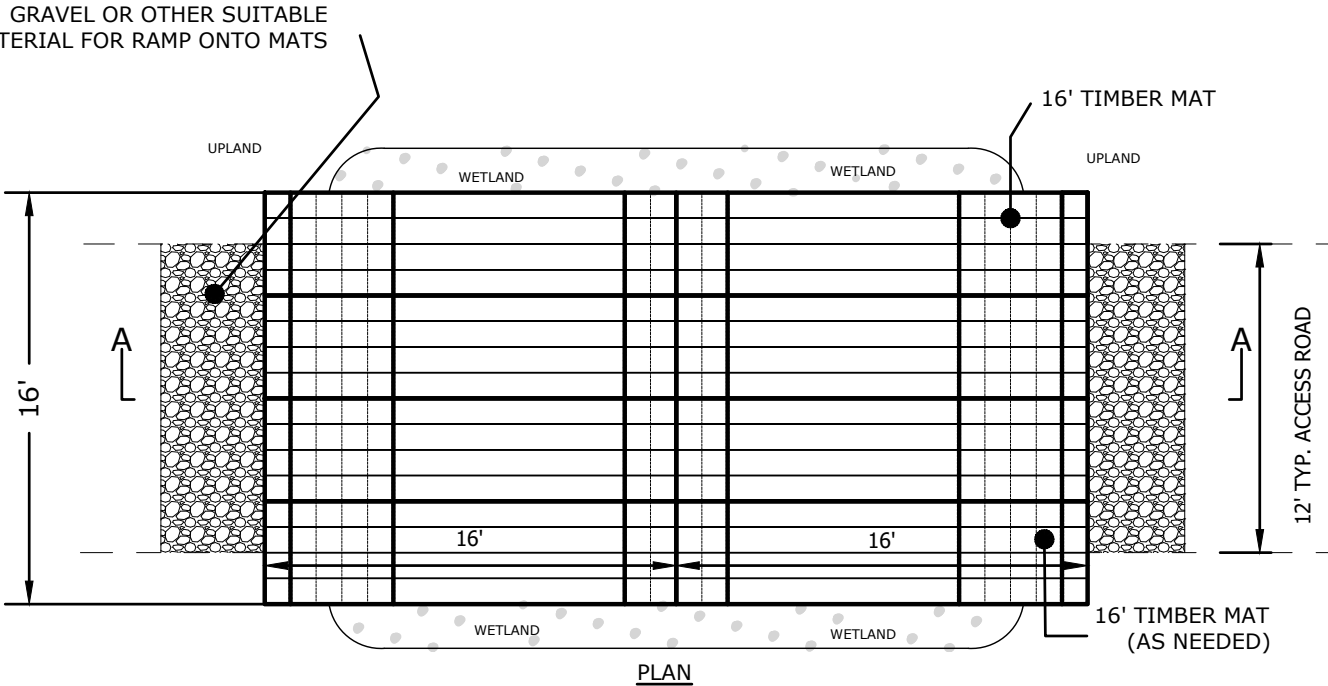 GRAVEL OR OTHER SUITABLE
TERIAL FOR RAMP ONTO MATS
16' TIMBER MAT
UPLAND
UPLAND
WETLAND
WETLAND
A
A
16'
12' TYP. ACCESS ROAD
16'
16'
16' TIMBER MAT
(AS NEEDED)
WETLAND
WETLAND
PLAN